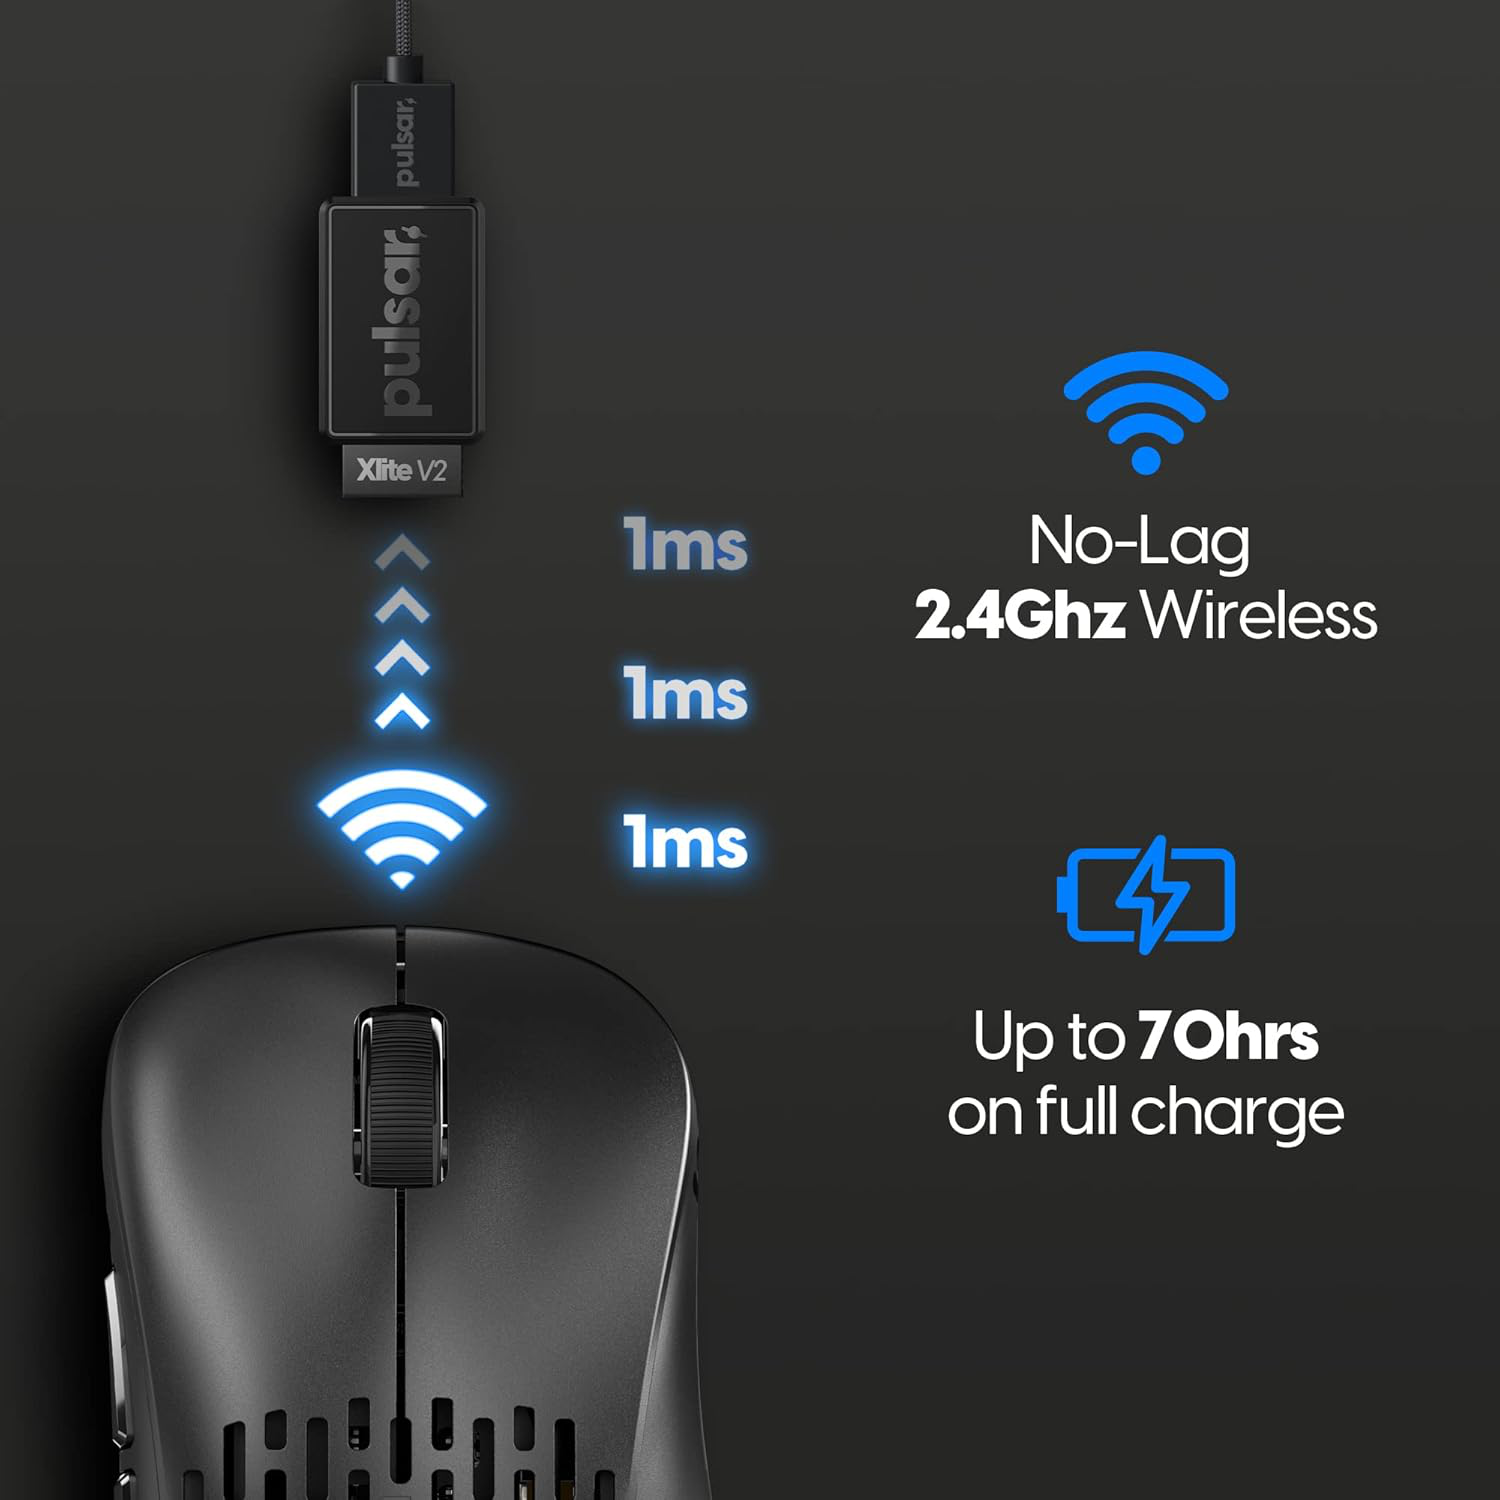 pulsar
pulsar
Xlite V2
1ms
1ms
1ms
No-Lag
2.4Ghz Wireless
Up to 70hrs
on full charge